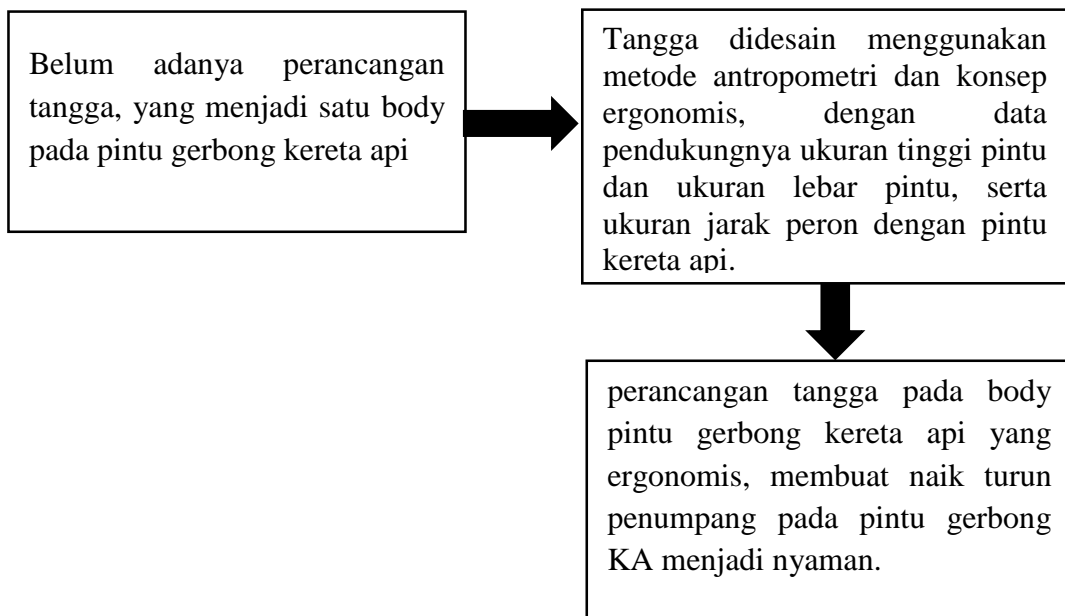 Belum adanya perancangan
tangga, yang menjadi satu body
pada pintu gerbong kereta api
Tangga didesain menggunakan
metode antropometri dan konsep
ergonomis, dengan data
pendukungnya ukuran tinggi pintu
dan ukuran lebar pintu, serta
ukuran jarak peron dengan pintu
kereta api.
perancangan tangga pada body
pintu gerbong kereta api yang
ergonomis, membuat naik turun
penumpang pada pintu gerbong
KA menjadi nyaman.